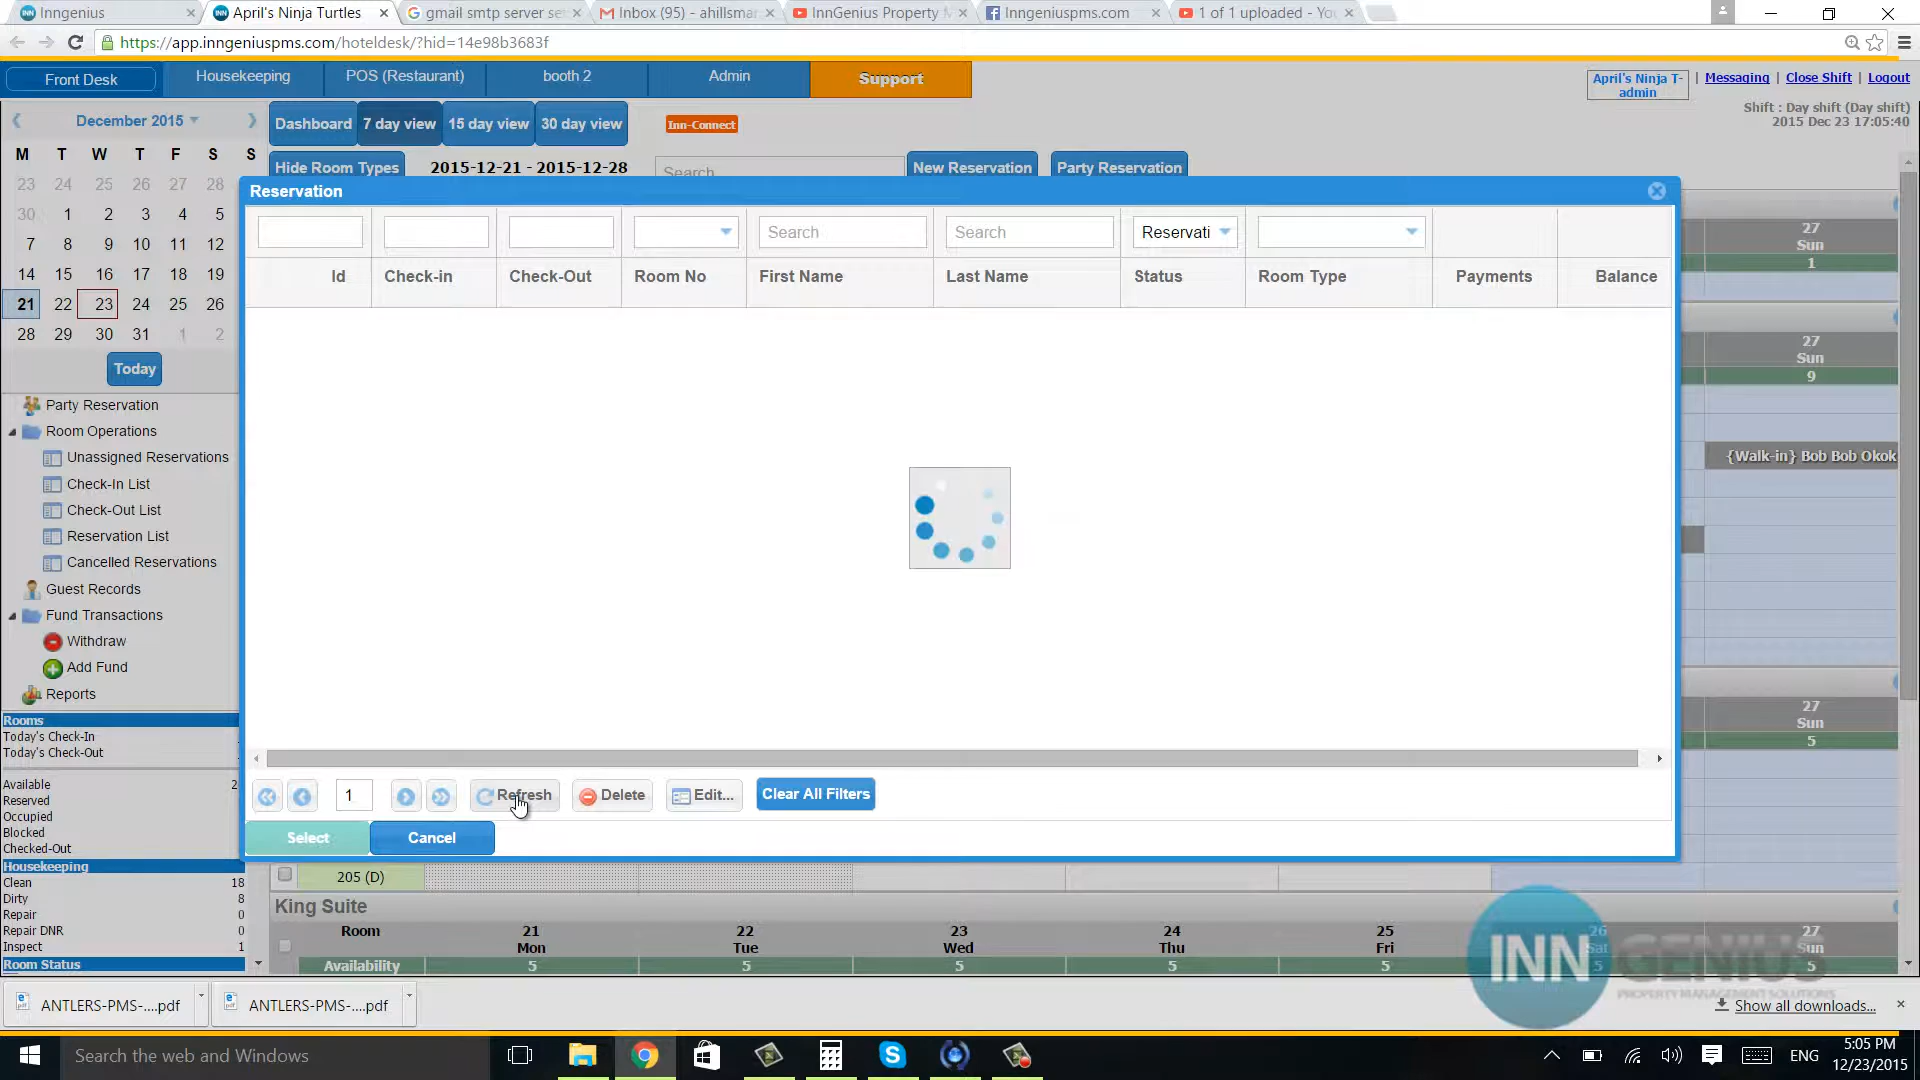 Inngenius
April's Ninja Turtles
gmail smtp server se
Inbox (95) - ahillsmar
InnGenius Property M
Inngeniuspms.com
1 of 1 uploaded - Yo
https://app.inngeniuspms.com/hoteldesk/?hid=14e98b3683f
Front Desk
Housekeeping
POS (Restaurant)
booth 2
Admin
Support
April's Ninja T-
admin
| Messaging | Close Shift | Logout
Shift : Day shift (Day shift)
2015 Dec 23 17:05:40
December 2015
Dashboard
7 day view
15 day view
30 day view
Inn-Connect
M T W T F S S
23 24 25 26 27 28
30 1 2 3 4 5
7 8 9 10 11 12
14 15 16 17 18 19
21 22 23 24 25 26
28 29 30 31 1 2
Today
Hide Room Types
2015-12-21 - 2015-12-28
Search
New Reservation
Party Reservation
Reservation
Search
Search
Reservati
Id
Check-in
Check-Out
Room No
First Name
Last Name
Status
Room Type
Payments
Balance
27
Sun
1
27
Sun
9
{Walk-in} Bob Bob Okok
27
Sun
5
Party Reservation
Room Operations
Unassigned Reservations
Check-In List
Check-Out List
Reservation List
Cancelled Reservations
Guest Records
Fund Transactions
Withdraw
Add Fund
Reports
Rooms
Today's Check-In
Today's Check-Out
Available 2
Reserved
Occupied
Blocked
Checked-Out
Housekeeping
Clean 18
Dirty 8
Repair 0
Repair DNR 0
Inspect 1
Room Status
1
Refresh
Delete
Edit...
Clear All Filters
Select
Cancel
205 (D)
King Suite
Room
21
Mon
22
Tue
23
Wed
24
Thu
25
Fri
26
Sat
27
Sun
Availability 5 5 5 5 5 5 5
INNGENIUS
PROPERTY MANAGEMENT SOLUTIONS
ANTLERS-PMS-....pdf
ANTLERS-PMS-....pdf
Show all downloads...
Search the web and Windows
ENG
5:05 PM
12/23/2015